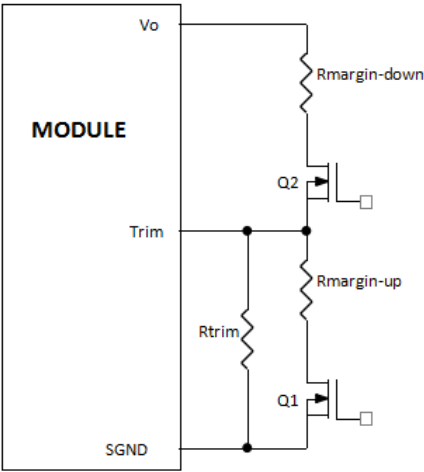 Vo
Rmargin-down
MODULE
Q2
Trim
Rmargin-up
Rtrim
Q1
SGND